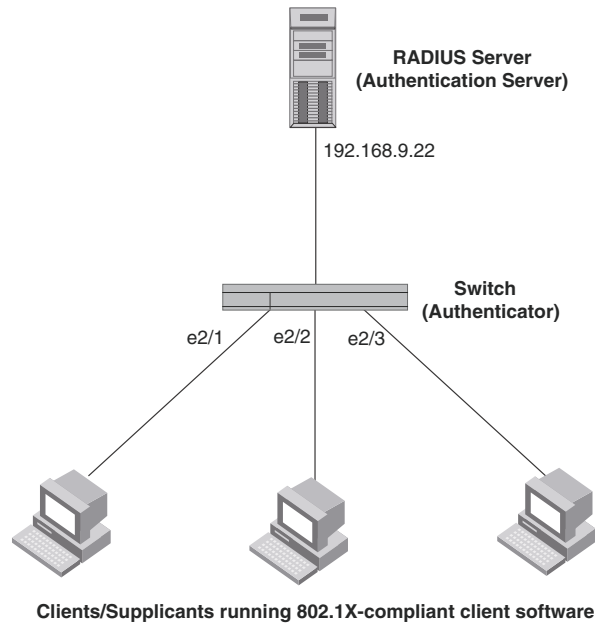 RADIUS Server
(Authentication Server)
192.168.9.22
Switch
(Authenticator)
e2/1
e2/2
e2/3
Clients/Supplicants running 802.1X-compliant client software